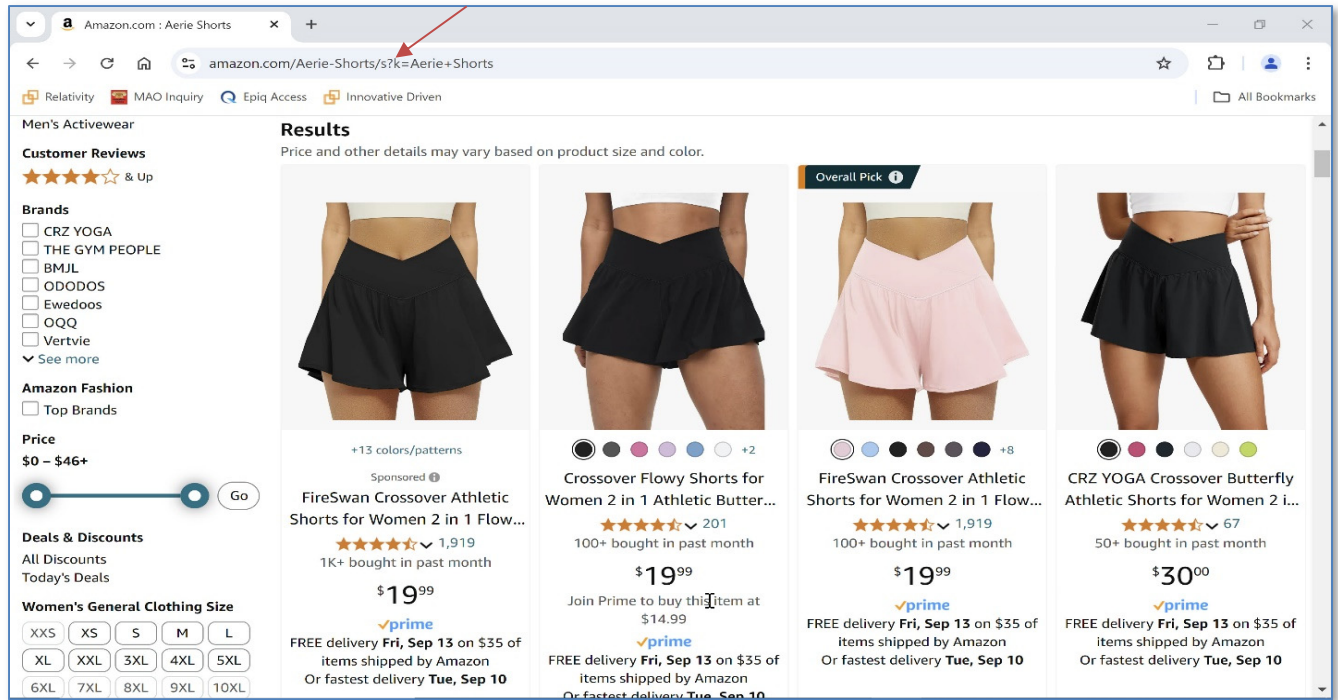 Amazon.com : Aerie Shorts
amazon.com/Aerie-Shorts/s?k=Aerie+Shorts
Relativity MAO Inquiry Epiq Access Innovative Driven All Bookmarks
Men's Activewear
Customer Reviews
& Up
Brands
CRZ YOGA
THE GYM PEOPLE
BMJL
ODODOS
Ewedoos
OQQ
Vertvie
See more
Amazon Fashion
Top Brands
Price
$0 – $46+
Go
Deals & Discounts
All Discounts
Today's Deals
Women's General Clothing Size
XXS XS S M L
XL XXL 3XL 4XL 5XL
6XL 7XL 8XL 9XL 10XL
Results
Price and other details may vary based on product size and color.
+13 colors/patterns
Sponsored
FireSwan Crossover Athletic
Shorts for Women 2 in 1 Flow...
1,919
1K+ bought in past month
$19 99
prime
FREE delivery Fri, Sep 13 on $35 of
items shipped by Amazon
Or fastest delivery Tue, Sep 10
+2
Crossover Flowy Shorts for
Women 2 in 1 Athletic Butter...
201
100+ bought in past month
$19 99
Join Prime to buy this item at
$14.99
prime
FREE delivery Fri, Sep 13 on $35 of
items shipped by Amazon
Or fastest delivery Tue, Sep 10
Overall Pick
+8
FireSwan Crossover Athletic
Shorts for Women 2 in 1 Flow...
1,919
100+ bought in past month
$19 99
prime
FREE delivery Fri, Sep 13 on $35 of
items shipped by Amazon
Or fastest delivery Tue, Sep 10
CRZ YOGA Crossover Butterfly
Athletic Shorts for Women 2 i...
67
50+ bought in past month
$30 00
prime
FREE delivery Fri, Sep 13 on $35 of
items shipped by Amazon
Or fastest delivery Tue, Sep 10